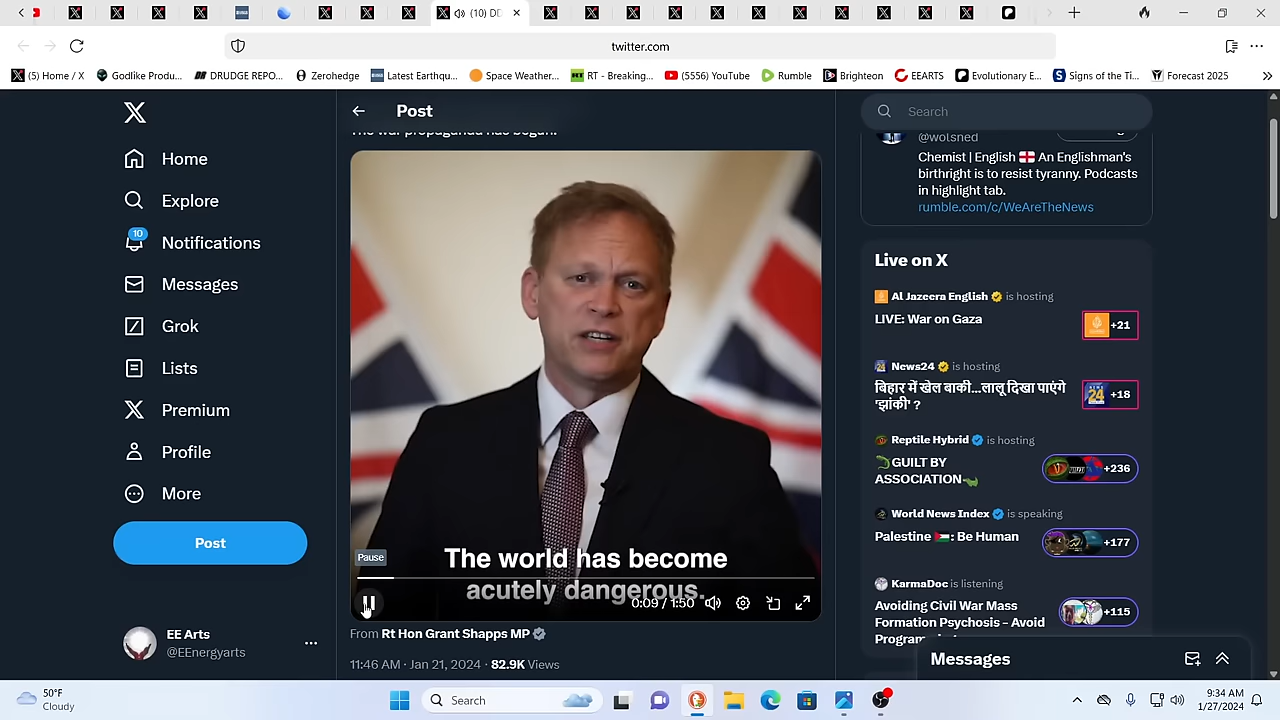 (10) DE
twitter.com
(5) Home / X
Godlike Produ...
DRUDGE REPO...
Zerohedge
Latest Earthqu...
Space Weather...
RT - Breaking...
(5556) YouTube
Rumble
Brighteon
EEARTS
Evolutionary E...
Signs of the Ti...
Forecast 2025
Home
Explore
10
Notifications
Messages
Grok
Lists
Premium
Profile
More
Post
EE Arts
@EEnergyarts
Post
The war propaganda has begun.
The world has become
acutely dangerous.
Pause
0:09 / 1:50
From Rt Hon Grant Shapps MP
11:46 AM · Jan 21, 2024 · 82.9K Views
Search
@wolsned
Chemist | English 🏴󠁧󠁢󠁥󠁮󠁧󠁿 An Englishman's
birthright is to resist tyranny. Podcasts
in highlight tab.
rumble.com/c/WeAreTheNews
Live on X
Al Jazeera English is hosting
LIVE: War on Gaza
+21
News24 is hosting
बिहार में खेल बाकी...लालू दिखा पाएंगे
'झांकी' ?
24
+18
Reptile Hybrid is hosting
GUILT BY
ASSOCIATION
+236
World News Index is speaking
Palestine 🇵🇸: Be Human
+177
KarmaDoc is listening
Avoiding Civil War Mass
Formation Psychosis – Avoid
+115
Messages
50°F
Cloudy
Search
9:34 AM
1/27/2024